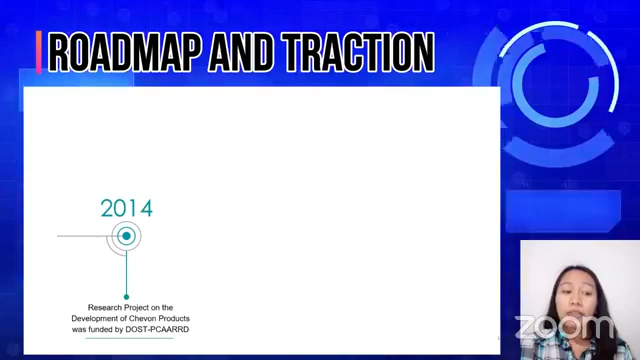 ROADMAP AND TRACTION
2014
Research Project on the
Development of Chevon Products
was funded by DOST-PCAARRD
zoom